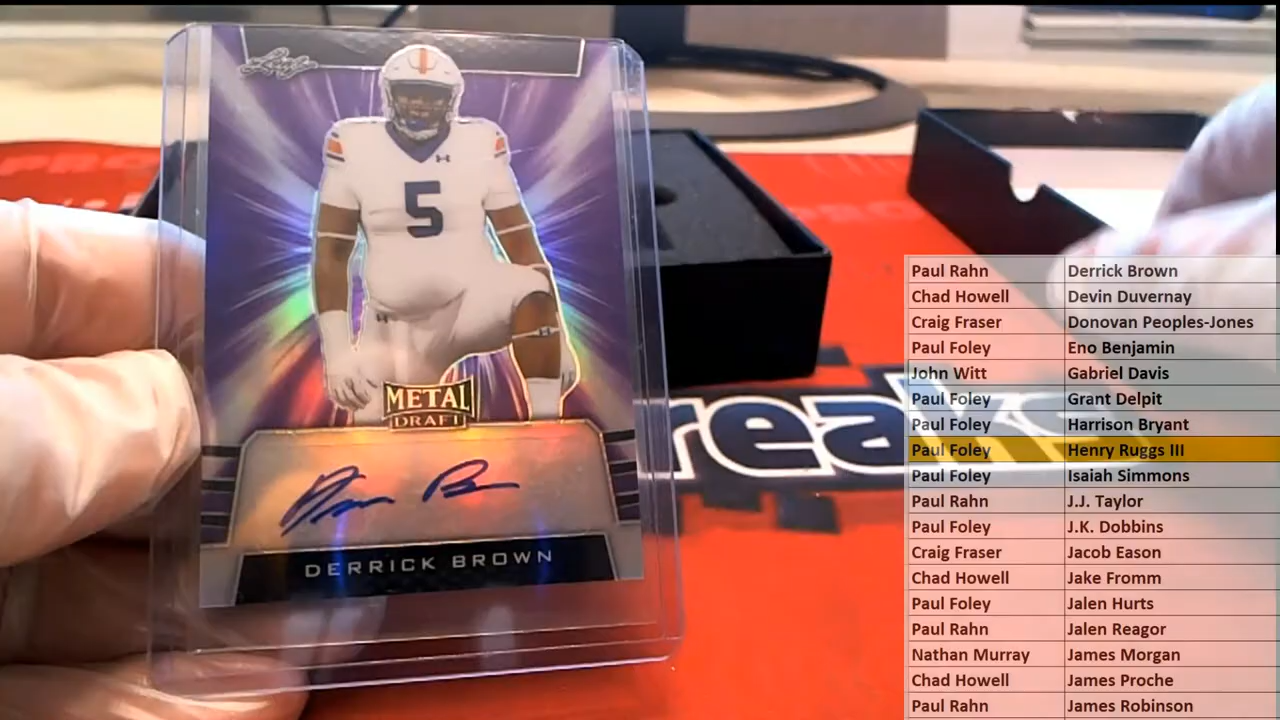 Leaf
5
METAL
DRAFT
DERRICK BROWN
reaks
Paul Rahn Derrick Brown
Chad Howell Devin Duvernay
Craig Fraser Donovan Peoples-Jones
Paul Foley Eno Benjamin
John Witt Gabriel Davis
Paul Foley Grant Delpit
Paul Foley Harrison Bryant
Paul Foley Henry Ruggs III
Paul Foley Isaiah Simmons
Paul Rahn J.J. Taylor
Paul Foley J.K. Dobbins
Craig Fraser Jacob Eason
Chad Howell Jake Fromm
Paul Foley Jalen Hurts
Paul Rahn Jalen Reagor
Nathan Murray James Morgan
Chad Howell James Proche
Paul Rahn James Robinson